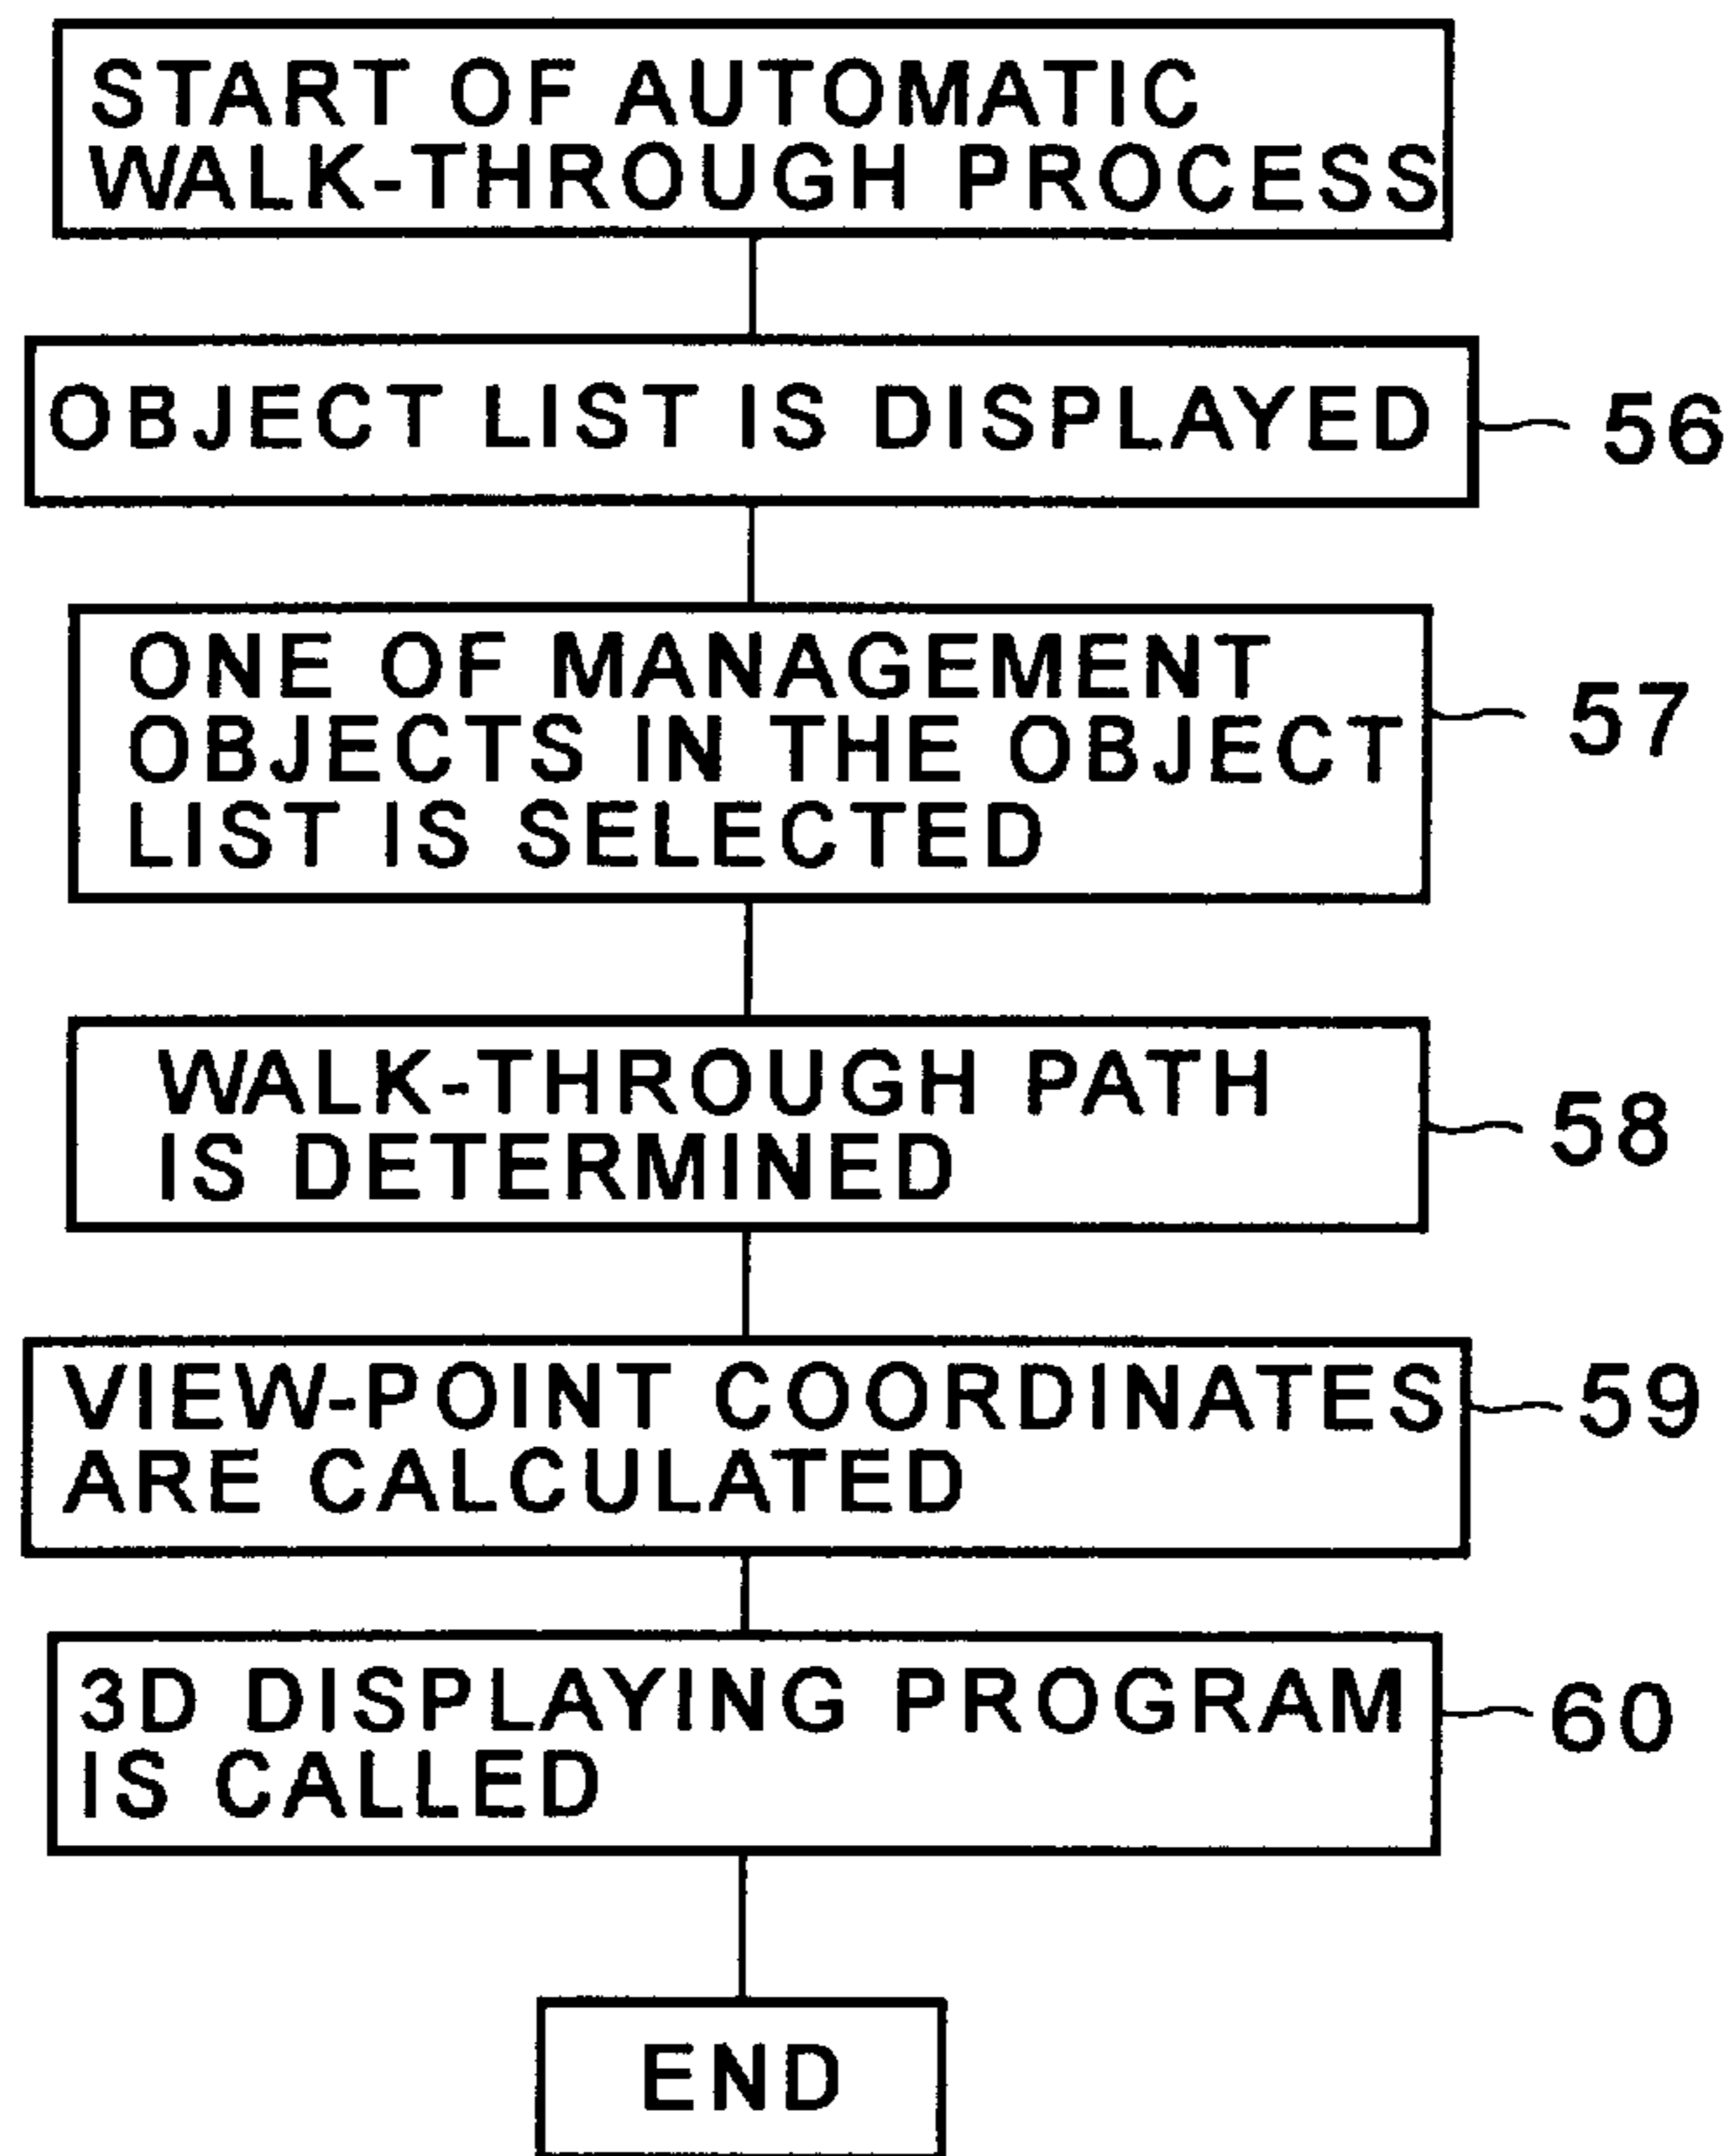 START OF AUTOMATIC
WALK-THROUGH PROCESS
OBJECT LIST IS DISPLAYED
56
ONE OF MANAGEMENT
OBJECTS IN THE OBJECT
LIST IS SELECTED
57
WALK-THROUGH PATH
IS DETERMINED
58
VIEW-POINT COORDINATES
ARE CALCULATED
59
3D DISPLAYING PROGRAM
IS CALLED
60
END